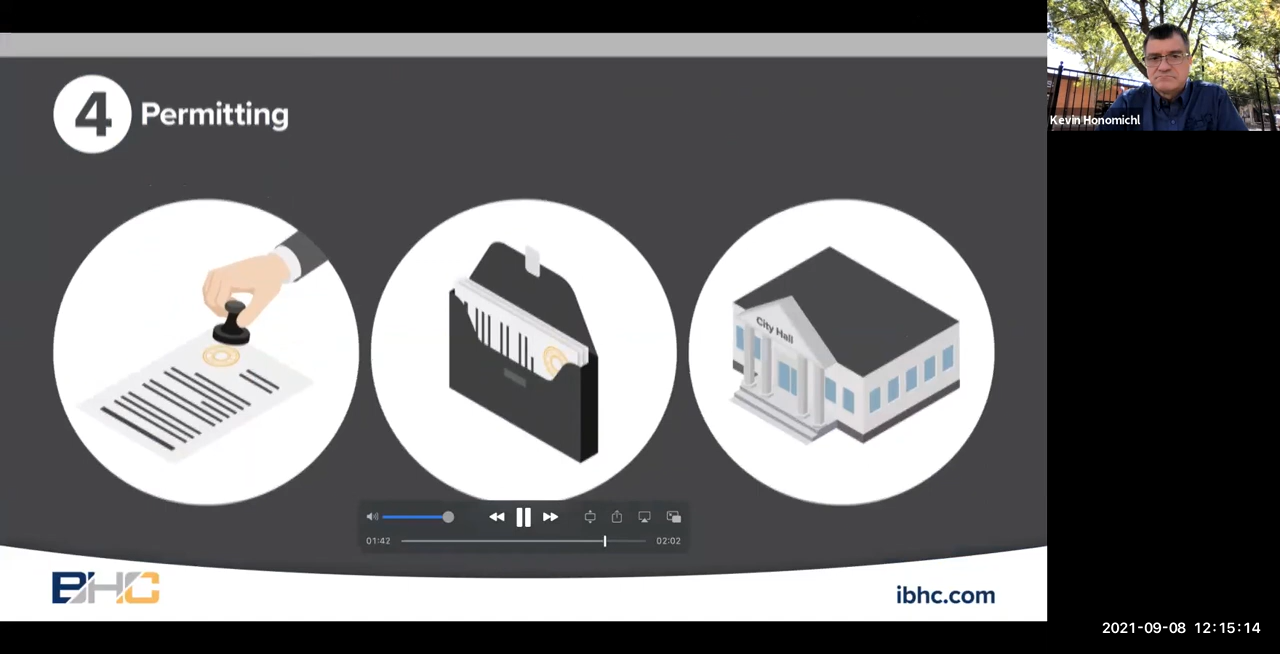 4 Permitting
Kevin Honomichl
City Hall
01:42
02:02
BHC
ibhc.com
2021-09-08 12:15:14